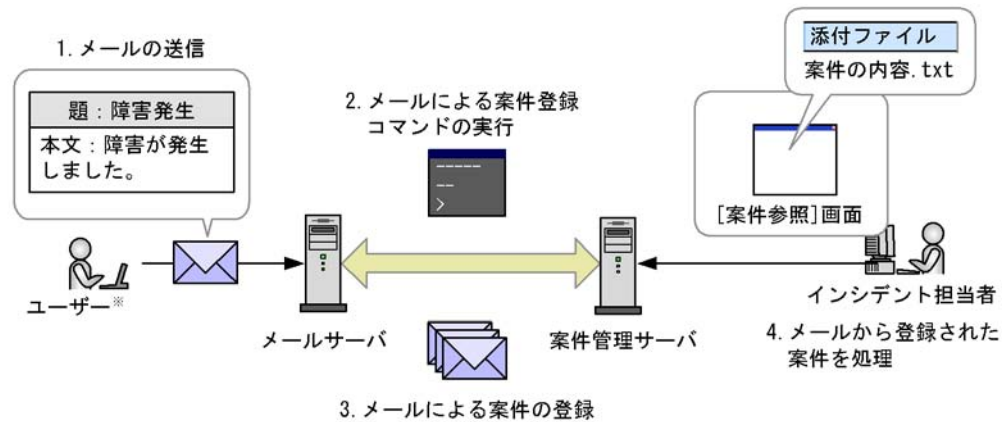 1. メールの送信
題：障害発生
本文：障害が発生
しました。
ユーザー※
2. メールによる案件登録
コマンドの実行
-----
--
>
メールサーバ
案件管理サーバ
3. メールによる案件の登録
添付ファイル
案件の内容.txt
[案件参照]画面
インシデント担当者
4. メールから登録された
案件を処理